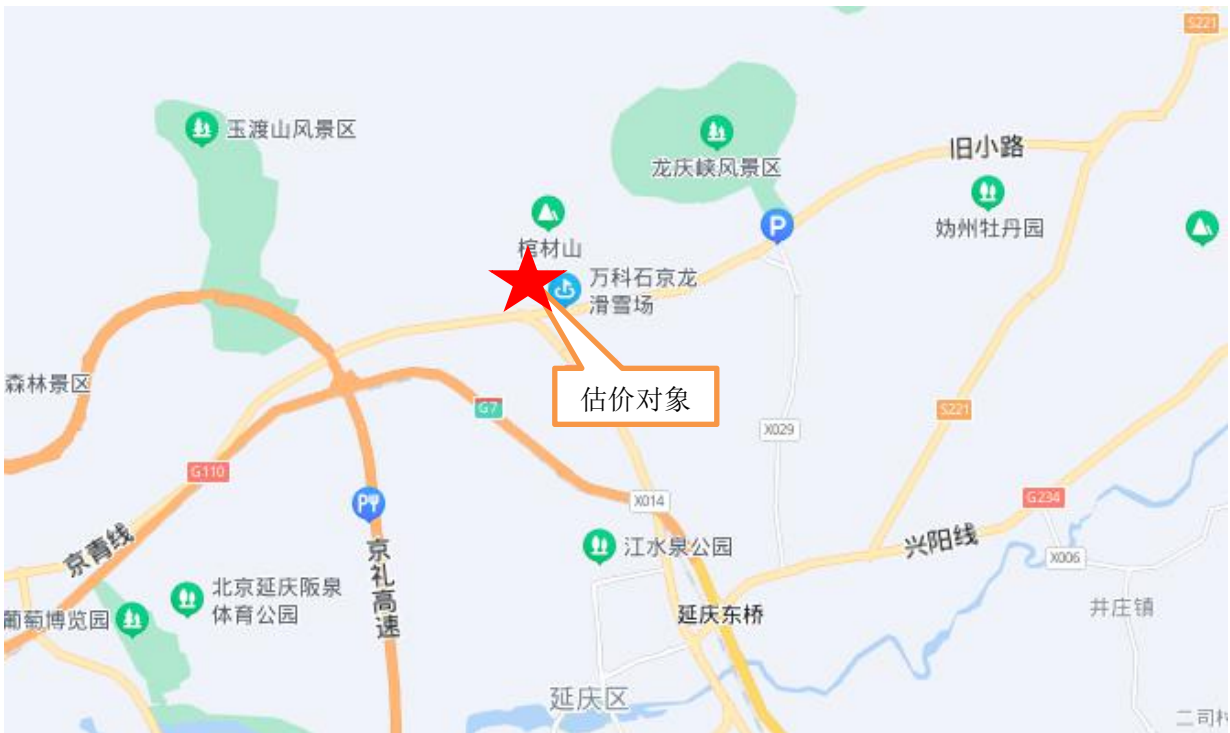 S221
玉渡山风景区
龙庆峡风景区
旧小路
妫州牡丹园
P
棺材山
万科石京龙
滑雪场
森林景区
估价对象
G7
S221
X029
G110
G234
X014
京青线
京礼高速
江水泉公园
兴阳线
X006
北京延庆阪泉
体育公园
葡萄博览园
延庆东桥
井庄镇
延庆区
二司村